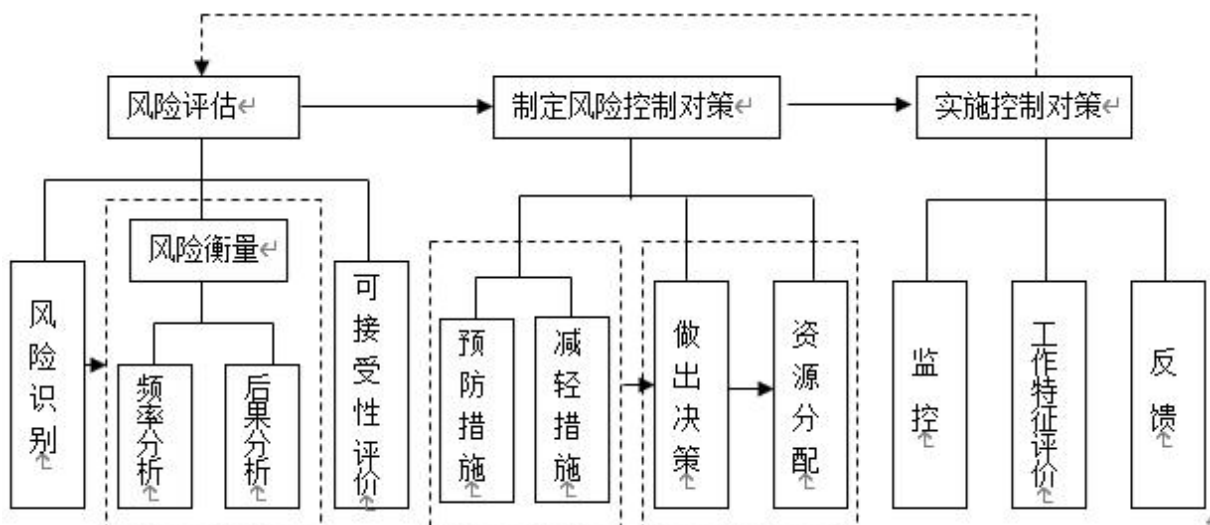 风险评估
制定风险控制对策
实施控制对策
风险衡量
风险识别
频率分析
后果分析
可接受性评价
预防措施
减轻措施
做出决策
资源分配
监控
工作特征评价
反馈